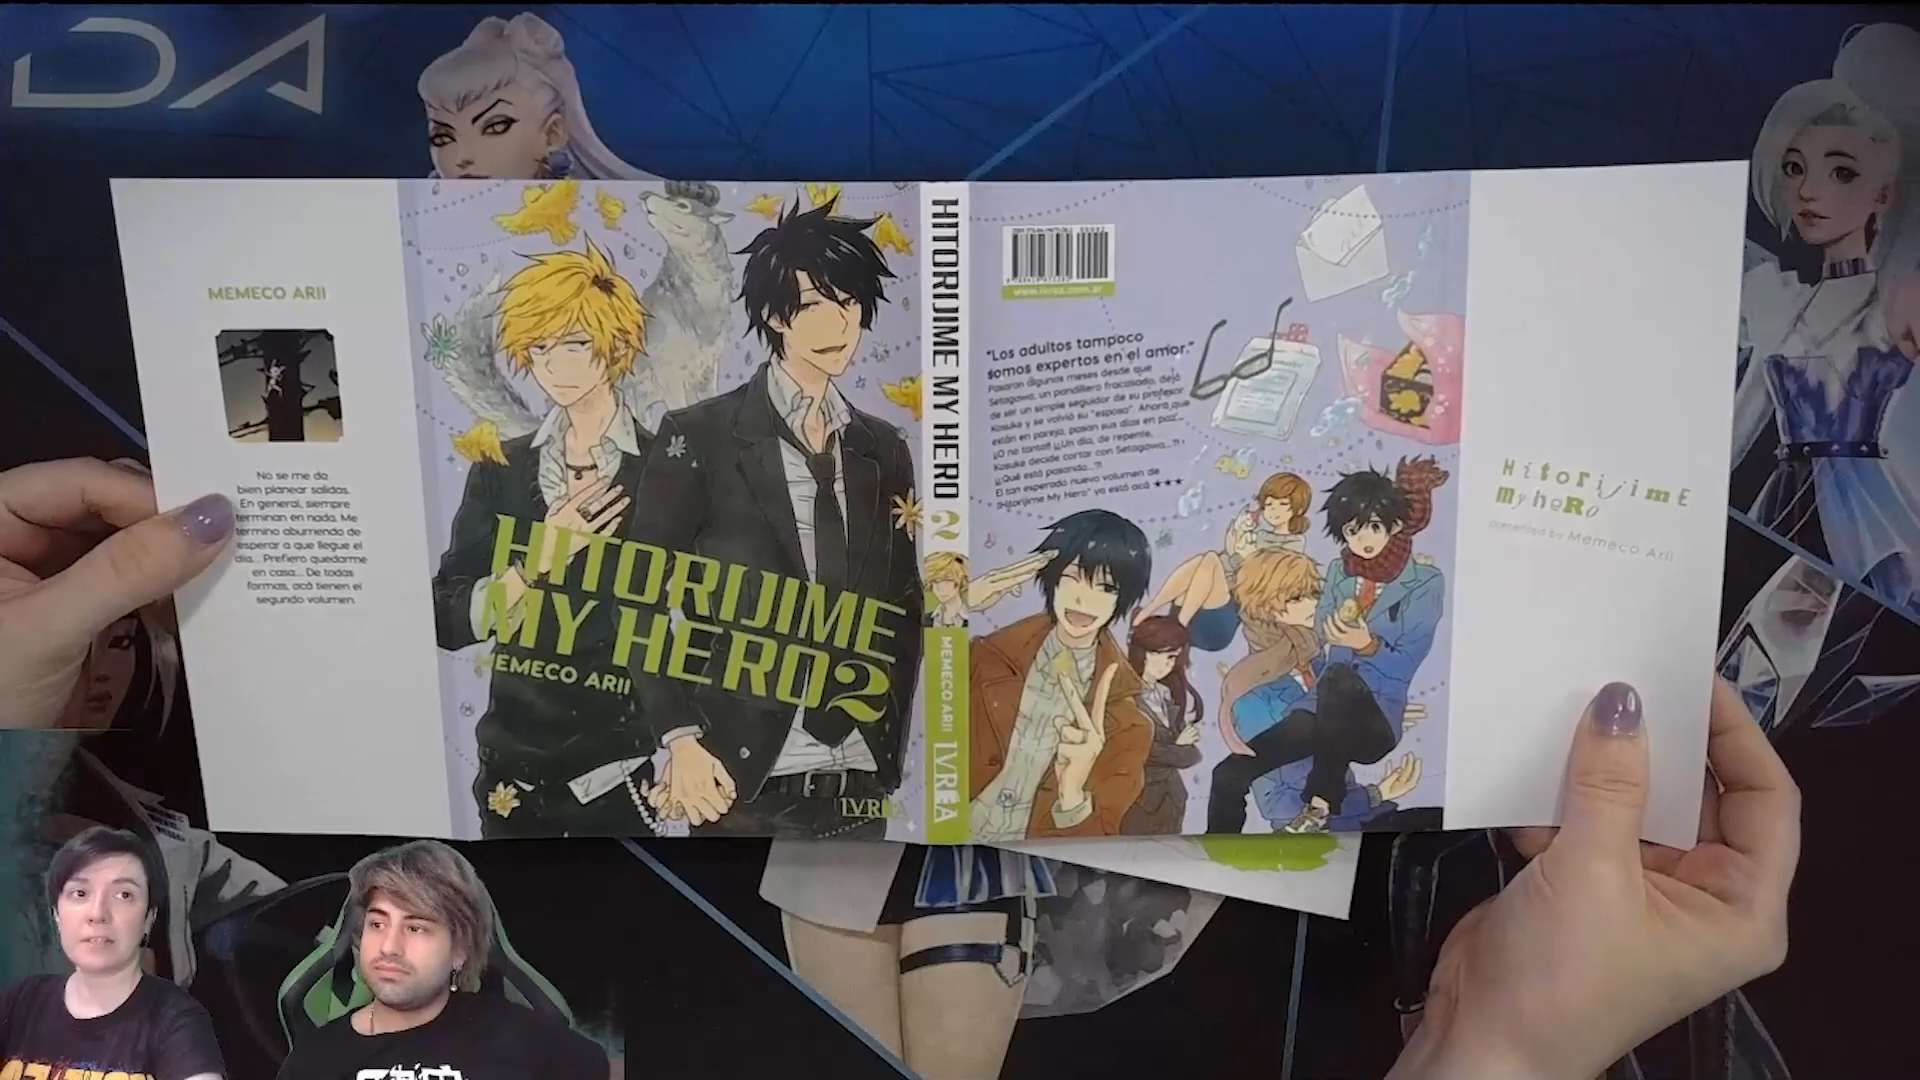 DA
MEMECO ARII
No se me da
bien planear salidas.
En general, siempre
terminan en nada. Me
termino aburriendo de
esperar a que llegue el
día... Prefiero quedarme
en casa... De todas
formas, acá tienen el
segundo volumen.
HITORIJIME
MY HERO 2
MEMECO ARII
IVREA
HITORIJIME MY HERO 2
MEMECO ARII
IVREA
www.ivrea.com.ar
"Los adultos tampoco
somos expertos en el amor."
Pasaron algunos meses desde que
Setagawa, un pandillero fracasado, dejó
de ser un simple seguidor de su profesor
Kosuke y se volvió su "esposa". Ahora que
están en pareja, pasan sus días en paz...
¡¿O no tanto?! ¡¿Un día, de repente,
Kosuke decide cortar con Setagawa...?!
¡¿Qué está pasando...?!
El tan esperado nuevo volumen de
"Hitorijime My Hero" ya está acá ★★★
HitoriJimE
my heRo
presented by Memeco Arii